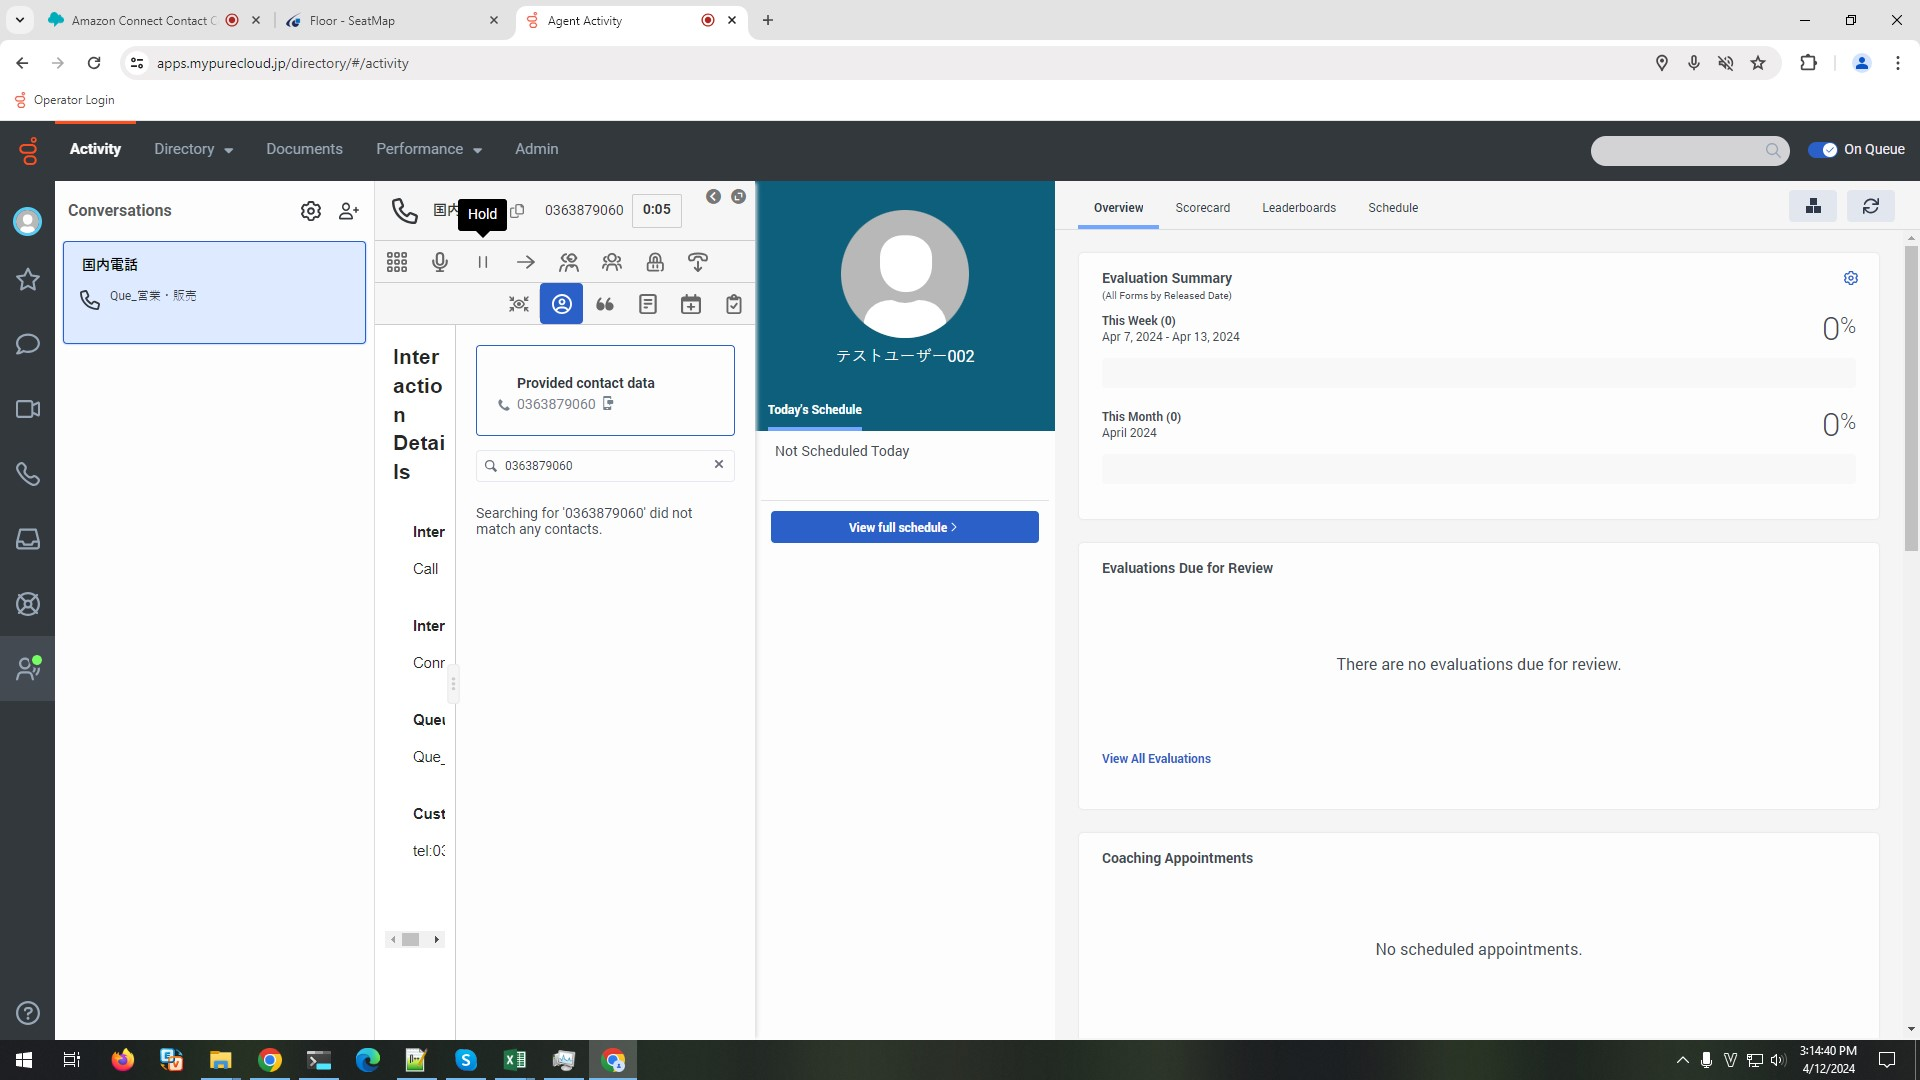 Amazon Connect Contact C
Floor - SeatMap
Agent Activity
apps.mypurecloud.jp/directory/#/activity
Operator Login
Activity
Directory
Documents
Performance
Admin
On Queue
Conversations
国内電話
Que_営業・販売
国内
Hold
0363879060
0:05
Inter
actio
n
Detai
ls
Inter
Call
Inter
Conr
Queu
Que_
Cust
tel:03
Provided contact data
0363879060
0363879060
Searching for '0363879060' did not
match any contacts.
テストユーザー002
Today's Schedule
Not Scheduled Today
View full schedule
Overview
Scorecard
Leaderboards
Schedule
Evaluation Summary
(All Forms by Released Date)
This Week (0)
Apr 7, 2024 - Apr 13, 2024
0%
This Month (0)
April 2024
0%
Evaluations Due for Review
There are no evaluations due for review.
View All Evaluations
Coaching Appointments
No scheduled appointments.
3:14:40 PM
4/12/2024